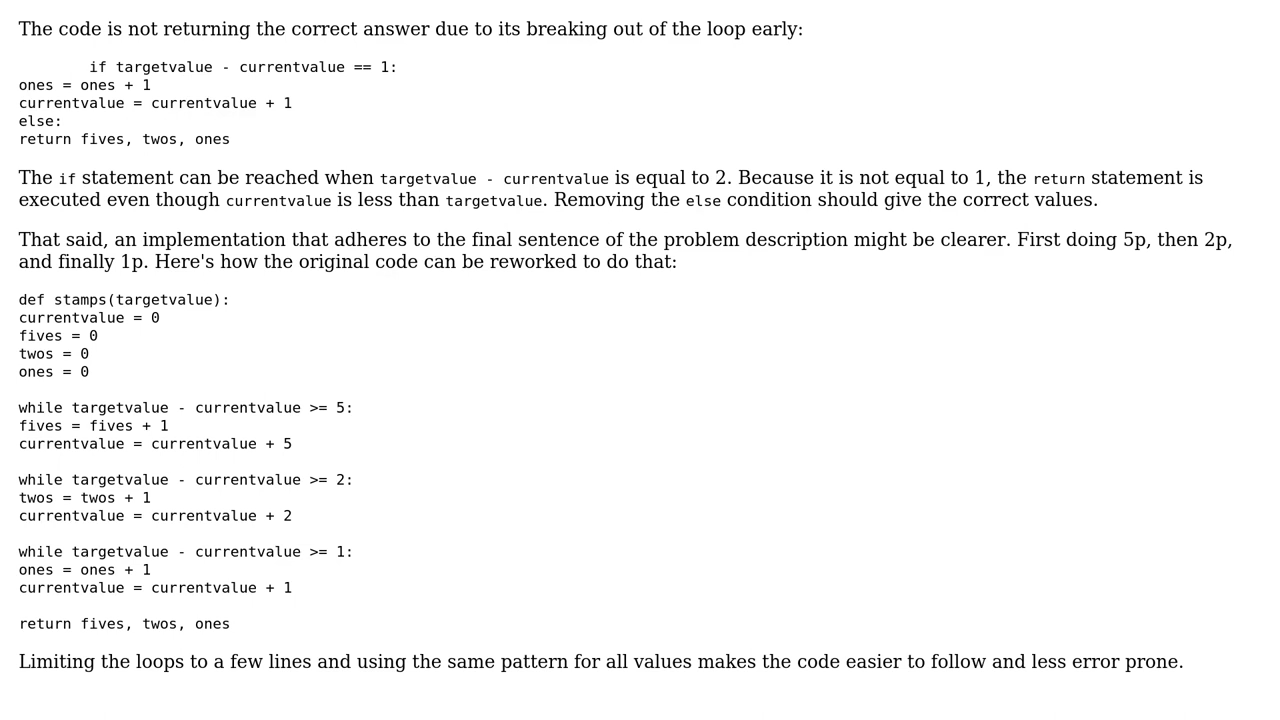 The code is not returning the correct answer due to its breaking out of the loop early:
if targetvalue - currentvalue == 1:
ones = ones + 1
currentvalue = currentvalue + 1
else:
return fives, twos, ones
The if statement can be reached when targetvalue - currentvalue is equal to 2. Because it is not equal to 1, the return statement is
executed even though currentvalue is less than targetvalue. Removing the else condition should give the correct values.
That said, an implementation that adheres to the final sentence of the problem description might be clearer. First doing 5p, then 2p,
and finally 1p. Here's how the original code can be reworked to do that:
def stamps(targetvalue):
currentvalue = 0
fives = 0
twos = 0
ones = 0
while targetvalue - currentvalue >= 5:
fives = fives + 1
currentvalue = currentvalue + 5
while targetvalue - currentvalue >= 2:
twos = twos + 1
currentvalue = currentvalue + 2
while targetvalue - currentvalue >= 1:
ones = ones + 1
currentvalue = currentvalue + 1
return fives, twos, ones
Limiting the loops to a few lines and using the same pattern for all values makes the code easier to follow and less error prone.